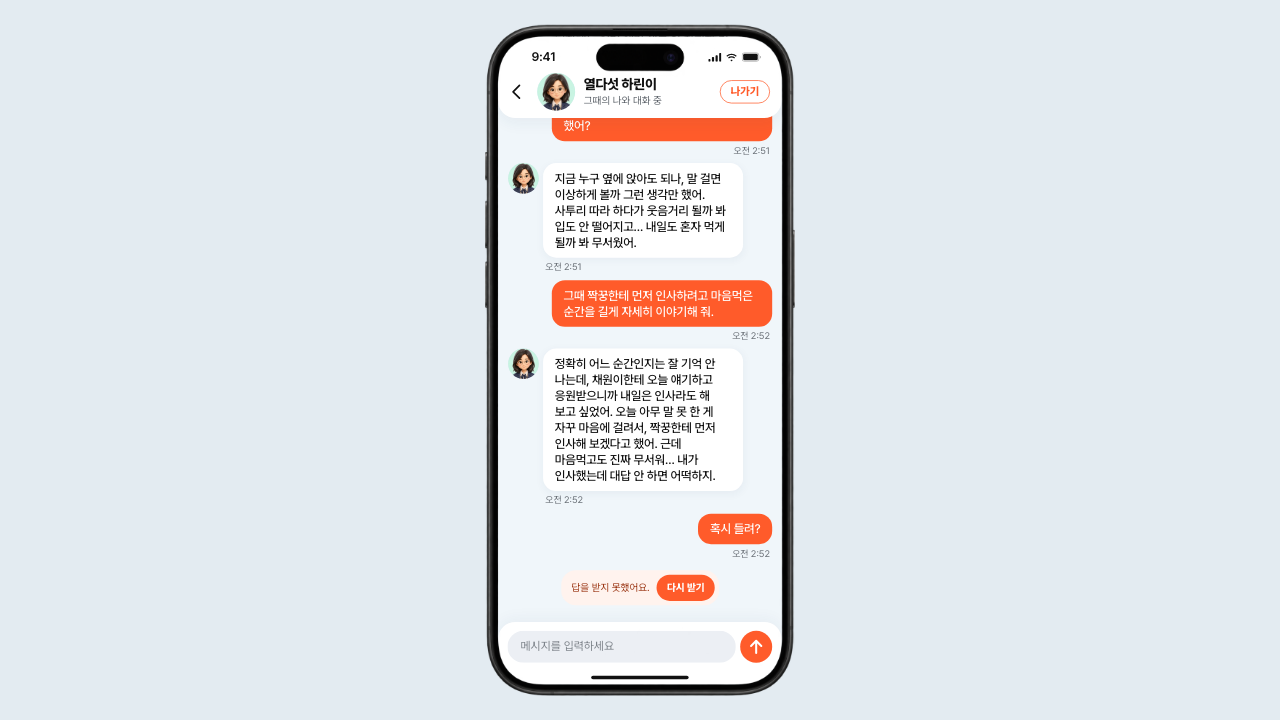 9:41
열다섯 하린이
그때의 나와 대화 중
나가기
했어?
오전 2:51
지금 누구 옆에 앉아도 되나, 말 걸면
이상하게 볼까 그런 생각만 했어.
사투리 따라 하다가 웃음거리 될까 봐
입도 안 떨어지고... 내일도 혼자 먹게
될까 봐 무서웠어.
오전 2:51
그때 짝꿍한테 먼저 인사하려고 마음먹은
순간을 길게 자세히 이야기해 줘.
오전 2:52
정확히 어느 순간인지는 잘 기억 안
나는데, 채원이한테 오늘 얘기하고
응원받으니까 내일은 인사라도 해
보고 싶었어. 오늘 아무 말 못 한 게
자꾸 마음에 걸려서, 짝꿍한테 먼저
인사해 보겠다고 했어. 근데
마음먹고도 진짜 무서워... 내가
인사했는데 대답 안 하면 어떡하지.
오전 2:52
혹시 들려?
오전 2:52
답을 받지 못했어요.
다시 받기
메시지를 입력하세요